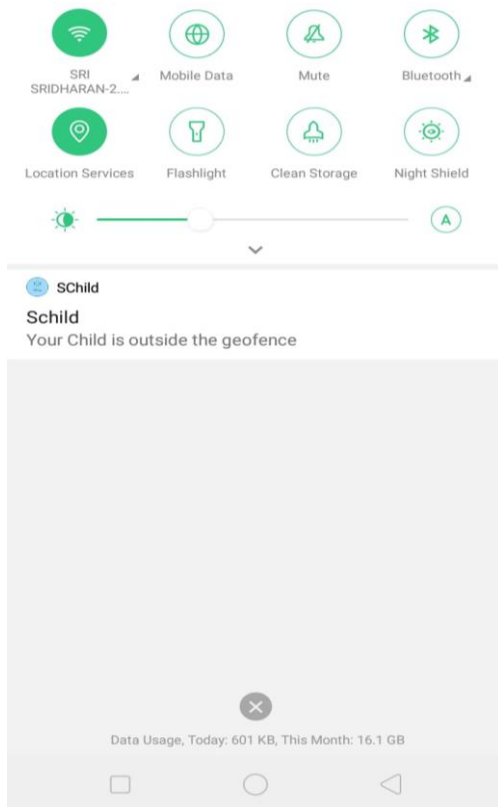 SRI
SRIDHARAN-2....
Mobile Data
Mute
Bluetooth
Location Services
Flashlight
Clean Storage
Night Shield
A
SChild
Schild
Your Child is outside the geofence
Data Usage, Today: 601 KB, This Month: 16.1 GB